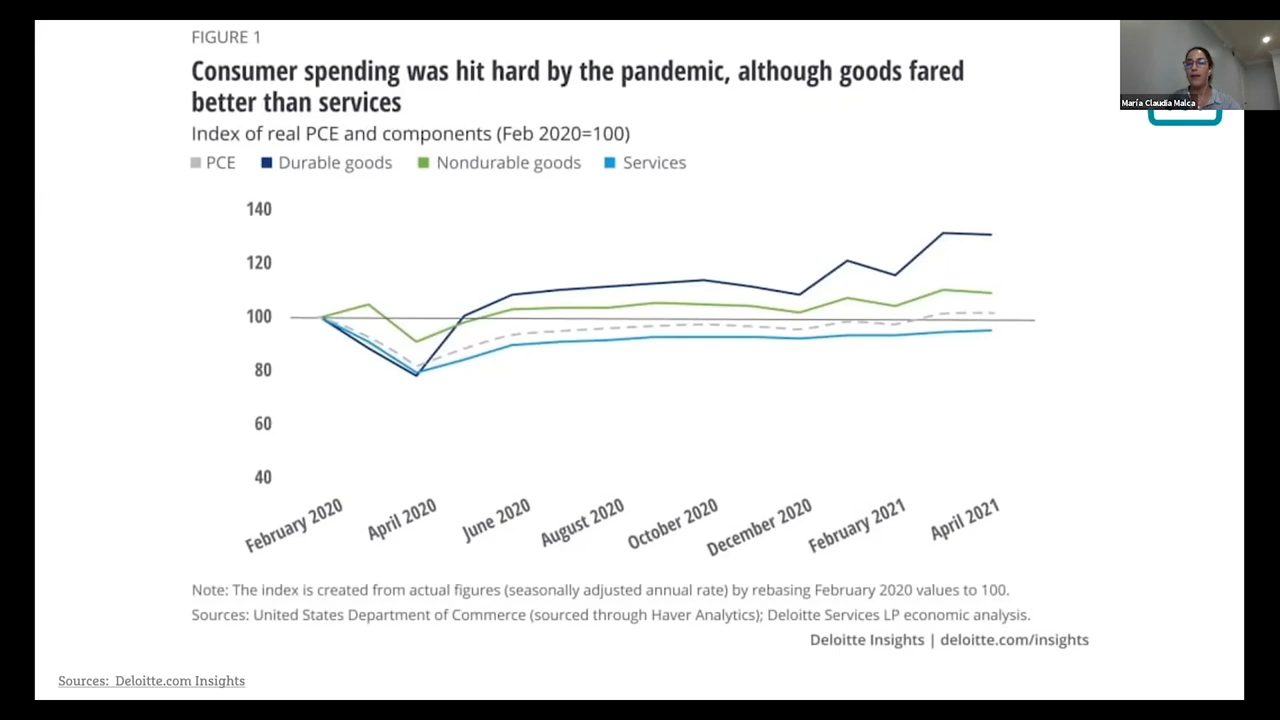 FIGURE 1
Consumer spending was hit hard by the pandemic, although goods fared
better than services
Index of real PCE and components (Feb 2020=100)
PCE Durable goods Nondurable goods Services
María Claudia Malca
140
120
100
80
60
40
February 2020 April 2020 June 2020 August 2020 October 2020 December 2020 February 2021 April 2021
Note: The index is created from actual figures (seasonally adjusted annual rate) by rebasing February 2020 values to 100.
Sources: United States Department of Commerce (sourced through Haver Analytics); Deloitte Services LP economic analysis.
Deloitte Insights | deloitte.com/insights
Sources: Deloitte.com Insights